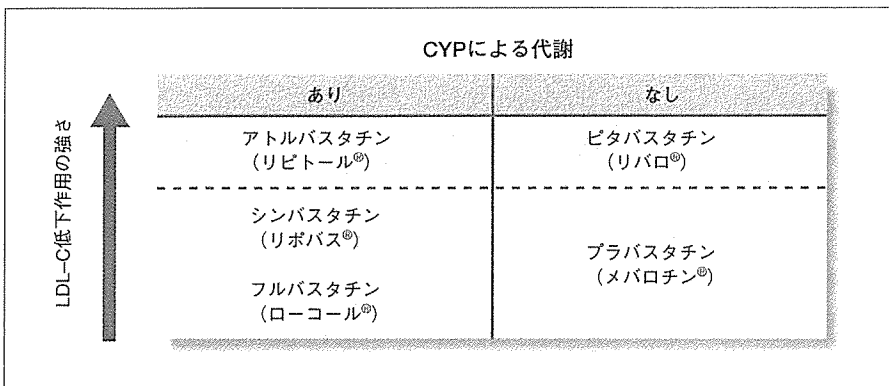 CYPによる代謝
あり
なし
LDL–C低下作用の強さ
アトルバスタチン
(リピトール®)
ピタバスタチン
(リバロ®)
シンバスタチン
(リポバス®)
プラバスタチン
(メバロチン®)
フルバスタチン
(ローコール®)